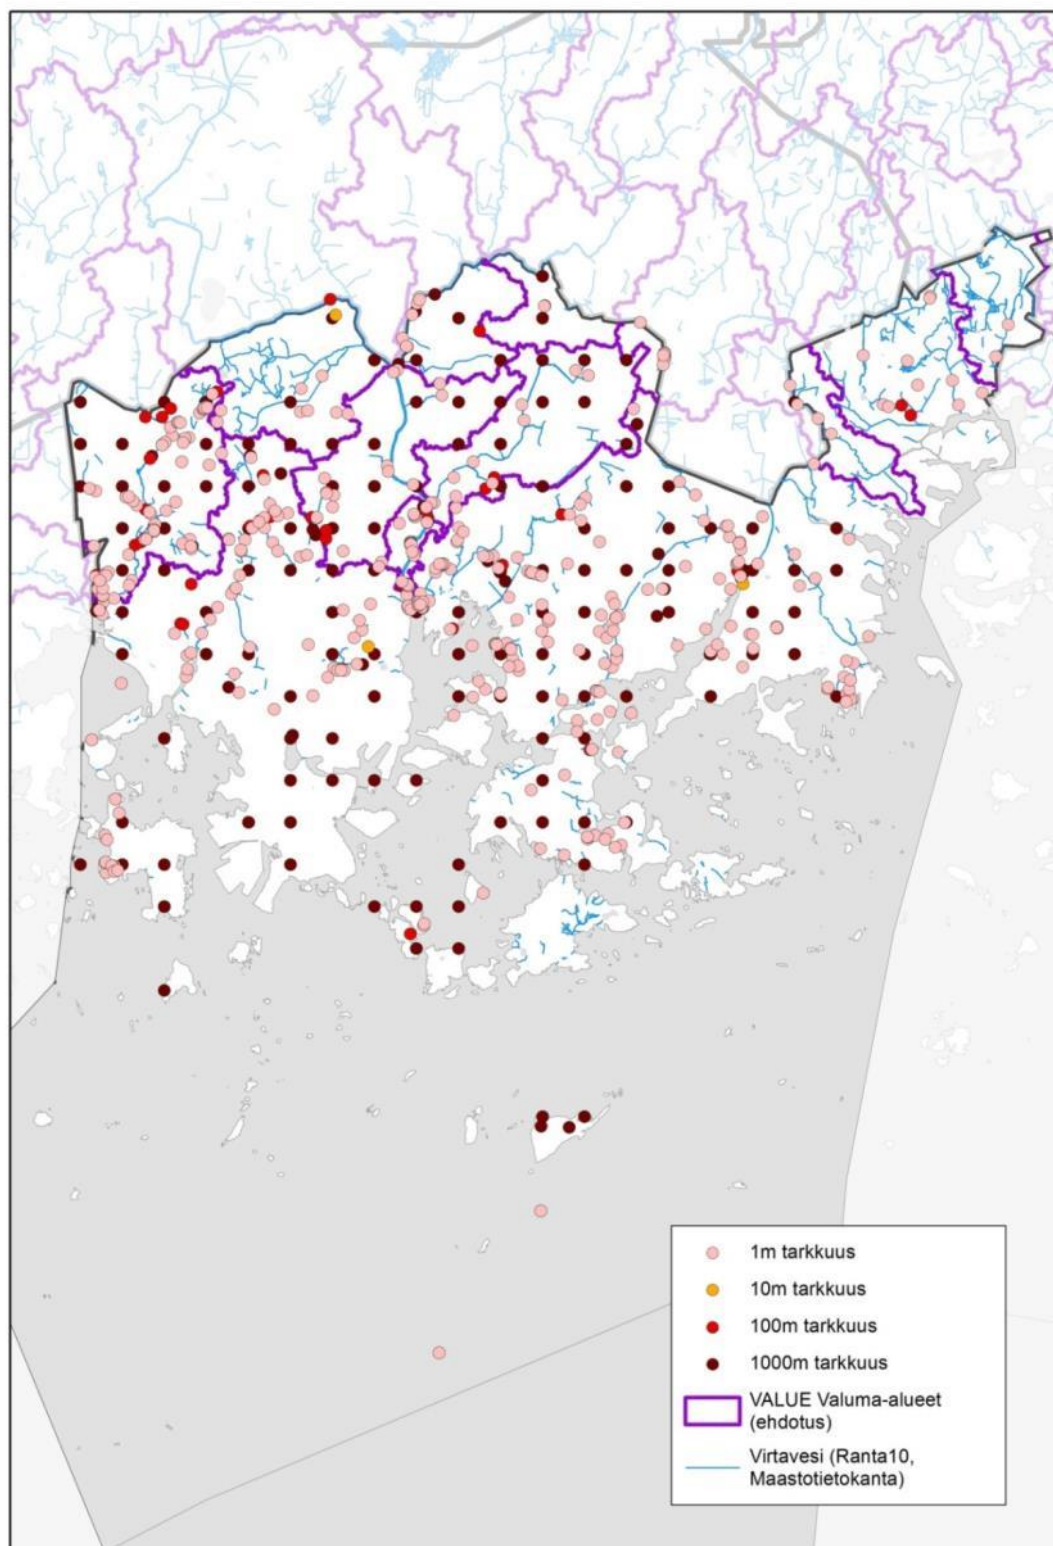 1m tarkkuus
10m tarkkuus
100m tarkkuus
1000m tarkkuus
VALUE Valuma-alueet
(ehdotus)
Virtavesi (Ranta10,
Maastotietokanta)